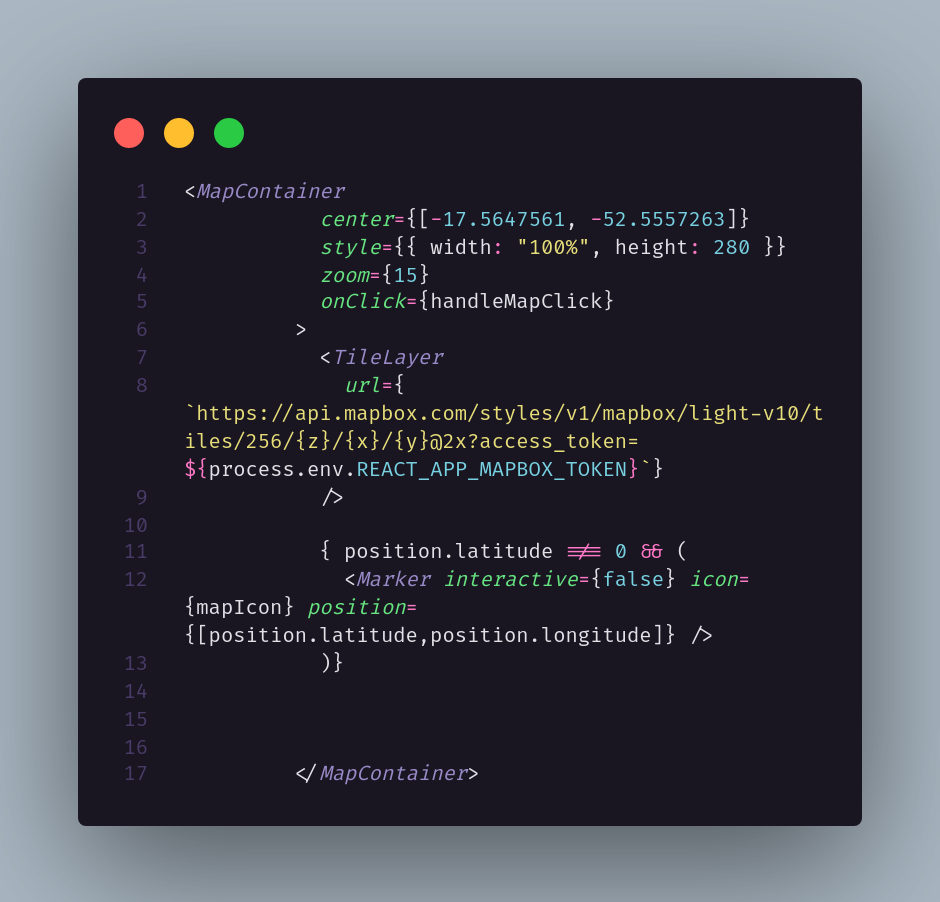 1 <MapContainer
2 center={[-17.5647561, -52.5557263]}
3 style={{ width: "100%", height: 280 }}
4 zoom={15}
5 onClick={handleMapClick}
6 >
7 <TileLayer
8 url={
`https://api.mapbox.com/styles/v1/mapbox/light-v10/t
iles/256/{z}/{x}/{y}@2x?access_token=
${process.env.REACT_APP_MAPBOX_TOKEN}`}
9 />
10
11 { position.latitude !== 0 && (
12 <Marker interactive={false} icon=
{mapIcon} position=
{[position.latitude,position.longitude]} />
13 )}
14
15
16
17 </MapContainer>